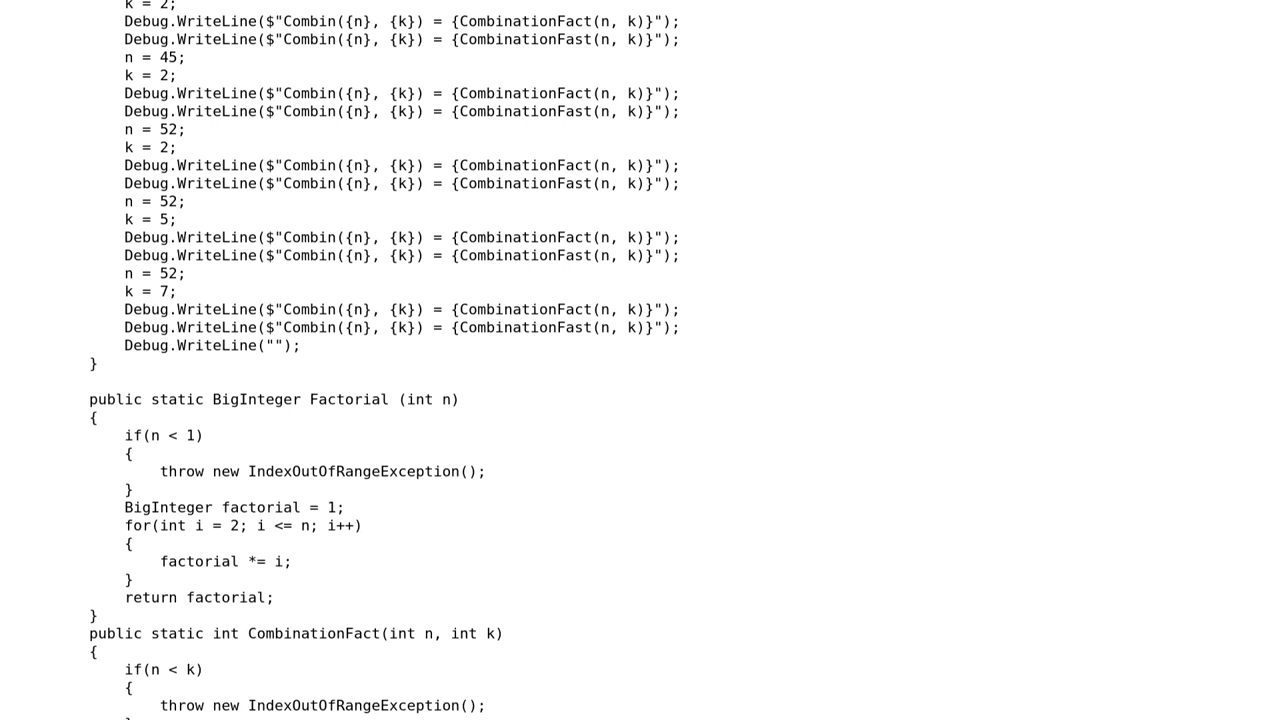 k = 2;
Debug.WriteLine($"Combin({n}, {k}) = {CombinationFact(n, k)}");
Debug.WriteLine($"Combin({n}, {k}) = {CombinationFast(n, k)}");
n = 45;
k = 2;
Debug.WriteLine($"Combin({n}, {k}) = {CombinationFact(n, k)}");
Debug.WriteLine($"Combin({n}, {k}) = {CombinationFast(n, k)}");
n = 52;
k = 2;
Debug.WriteLine($"Combin({n}, {k}) = {CombinationFact(n, k)}");
Debug.WriteLine($"Combin({n}, {k}) = {CombinationFast(n, k)}");
n = 52;
k = 5;
Debug.WriteLine($"Combin({n}, {k}) = {CombinationFact(n, k)}");
Debug.WriteLine($"Combin({n}, {k}) = {CombinationFast(n, k)}");
n = 52;
k = 7;
Debug.WriteLine($"Combin({n}, {k}) = {CombinationFact(n, k)}");
Debug.WriteLine($"Combin({n}, {k}) = {CombinationFast(n, k)}");
Debug.WriteLine("");
}
public static BigInteger Factorial (int n)
{
if(n < 1)
{
throw new IndexOutOfRangeException();
}
BigInteger factorial = 1;
for(int i = 2; i <= n; i++)
{
factorial *= i;
}
return factorial;
}
public static int CombinationFact(int n, int k)
{
if(n < k)
{
throw new IndexOutOfRangeException();
}